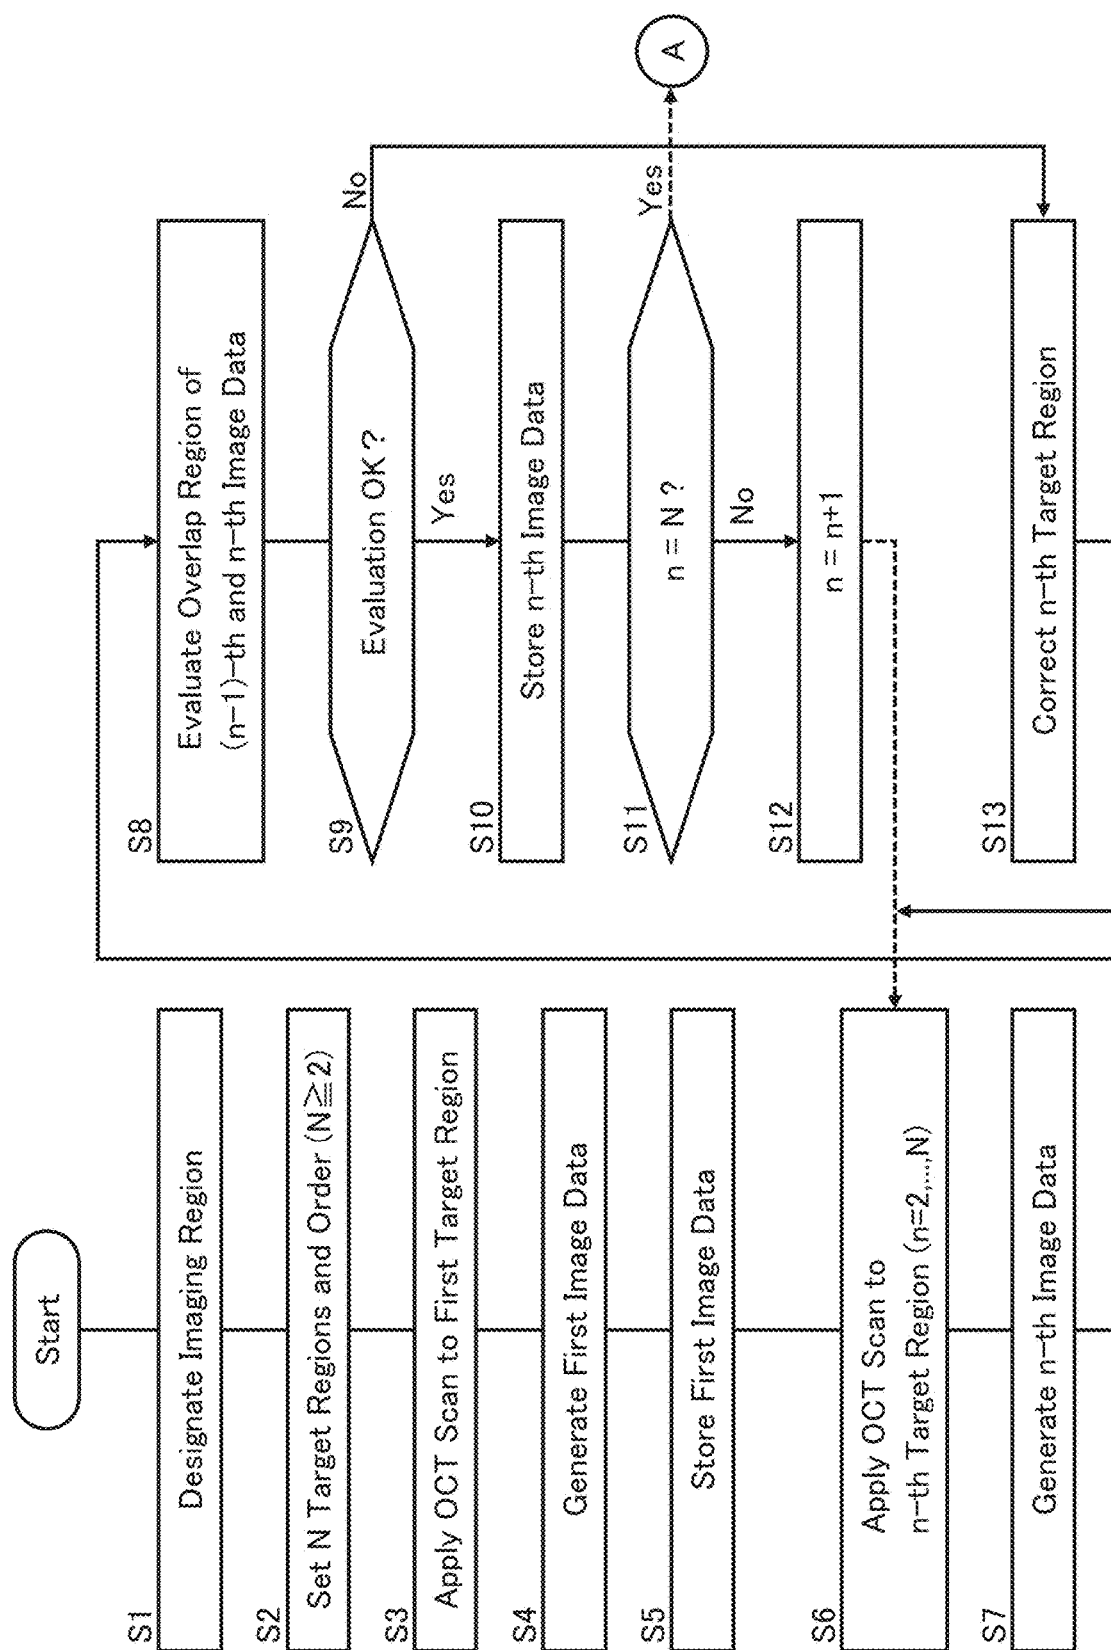 Start
S1
Designate Imaging Region
S2
Set N Target Regions and Order (N≧2)
S3
Apply OCT Scan to First Target Region
S4
Generate First Image Data
S5
Store First Image Data
S6
Apply OCT Scan to
n-th Target Region (n=2,...,N)
S7
Generate n-th Image Data
S8
Evaluate Overlap Region of
(n-1)-th and n-th Image Data
S9
Evaluation OK?
No
Yes
S10
Store n-th Image Data
S11
n = N ?
Yes
A
No
S12
n = n+1
S13
Correct n-th Target Region